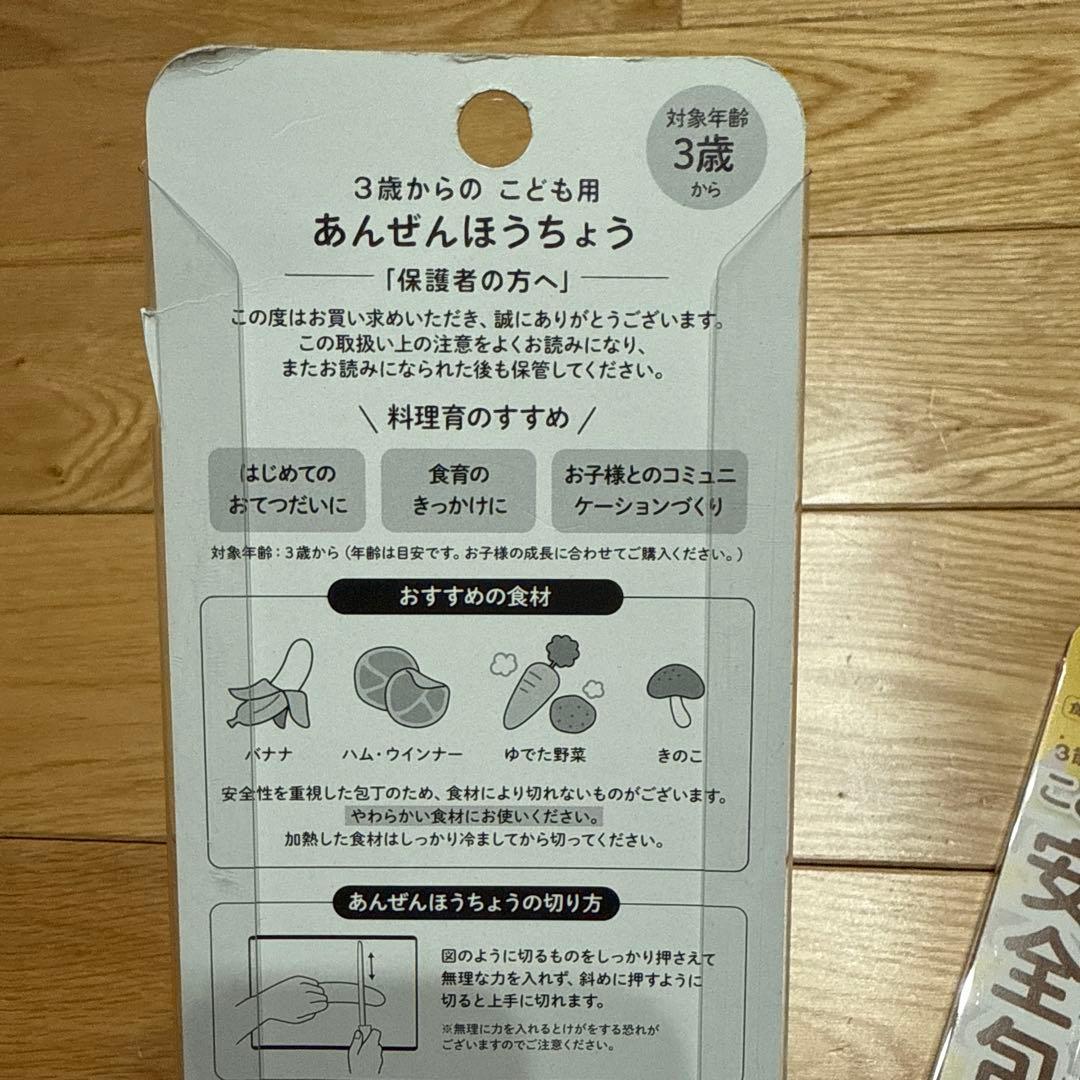 対象年齢
3歳
から
3歳からの こども用
あんぜんほうちょう
「保護者の方へ」
この度はお買い求めいただき、誠にありがとうございます。
この取扱い上の注意をよくお読みになり、
またお読みになられた後も保管してください。
\ 料理育のすすめ /
はじめての
おてつだいに
食育の
きっかけに
お子様とのコミュニ
ケーションづくり
対象年齢：3歳から（年齢は目安です。お子様の成長に合わせてご購入ください。）
おすすめの食材
バナナ
ハム・ウインナー
ゆでた野菜
きのこ
安全性を重視した包丁のため、食材により切れないものがございます。
やわらかい食材にお使いください。
加熱した食材はしっかり冷ましてから切ってください。
あんぜんほうちょうの切り方
図のように切るものをしっかり押さえて
無理な力を入れず、斜めに押すように
切ると上手に切れます。
※無理に力を入れるとけがをする恐れが
ございますのでご注意ください。
3歳
こ
安全包